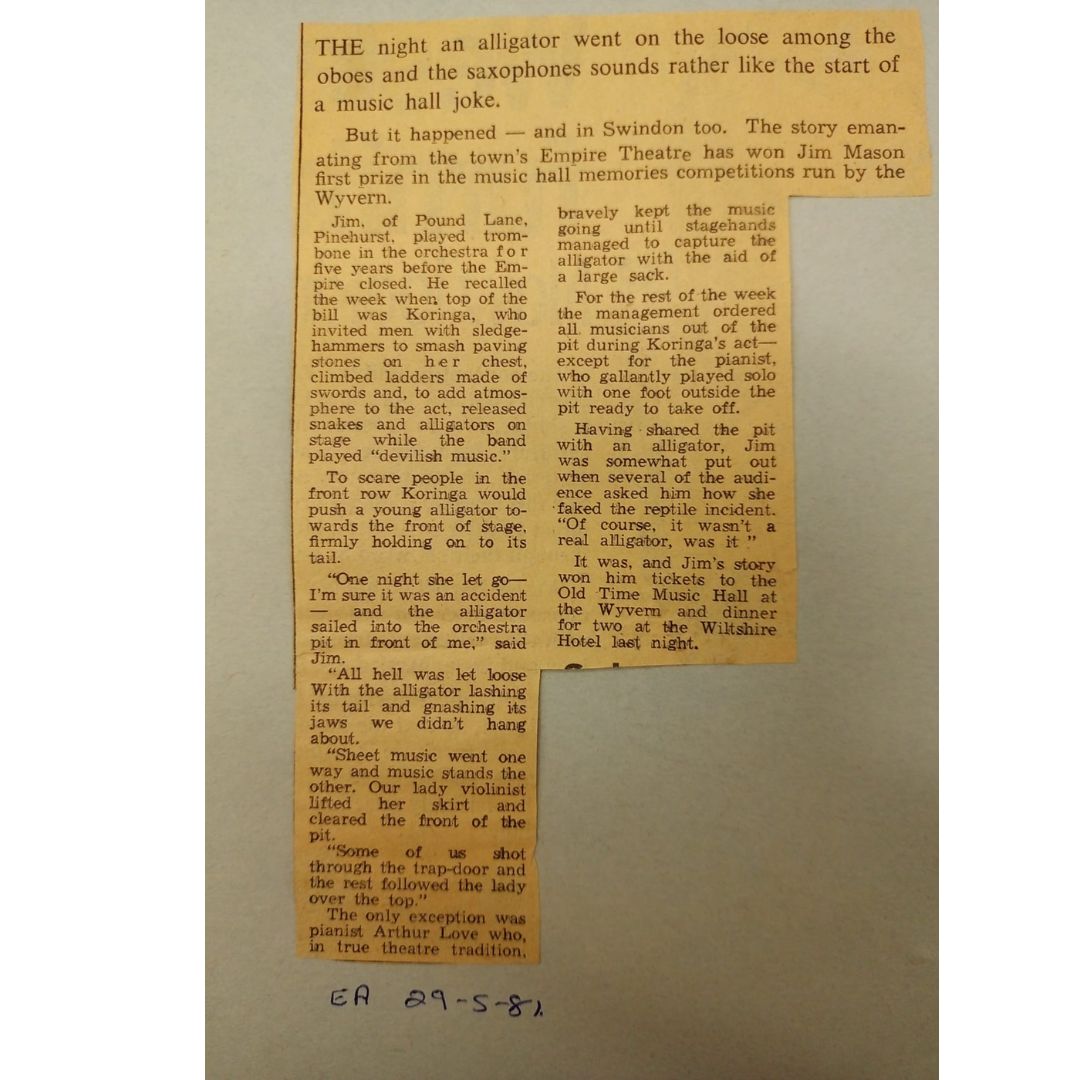 THE night an alligator went on the loose among the
oboes and the saxophones sounds rather like the start of
a music hall joke.
But it happened — and in Swindon too. The story eman-
ating from the town's Empire Theatre has won Jim Mason
first prize in the music hall memories competitions run by the
Wyvern.
Jim, of Pound Lane,
Pinehurst, played trom-
bone in the orchestra for
five years before the Em-
pire closed. He recalled
the week when top of the
bill was Koringa, who
invited men with sledge-
hammers to smash paving
stones on her chest,
climbed ladders made of
swords and, to add atmos-
phere to the act, released
snakes and alligators on
stage while the band
played "devilish music."
To scare people in the
front row Koringa would
push a young alligator to-
wards the front of stage,
firmly holding on to its
tail.
"One night she let go—
I'm sure it was an accident
— and the alligator
sailed into the orchestra
pit in front of me," said
Jim.
"All hell was let loose
With the alligator lashing
its tail and gnashing its
jaws we didn't hang
about.
"Sheet music went one
way and music stands the
other. Our lady violinist
lifted her skirt and
cleared the front of the
pit.
"Some of us shot
through the trap-door and
the rest followed the lady
over the top."
The only exception was
pianist Arthur Love who,
in true theatre tradition,
bravely kept the music
going until stagehands
managed to capture the
alligator with the aid of
a large sack.
For the rest of the week
the management ordered
all musicians out of the
pit during Koringa's act—
except for the pianist,
who gallantly played solo
with one foot outside the
pit ready to take off.
Having shared the pit
with an alligator, Jim
was somewhat put out
when several of the audi-
ence asked him how she
faked the reptile incident.
"Of course, it wasn't a
real alligator, was it "
It was, and Jim's story
won him tickets to the
Old Time Music Hall at
the Wyvern and dinner
for two at the Wiltshire
Hotel last night.
EA 29-5-81